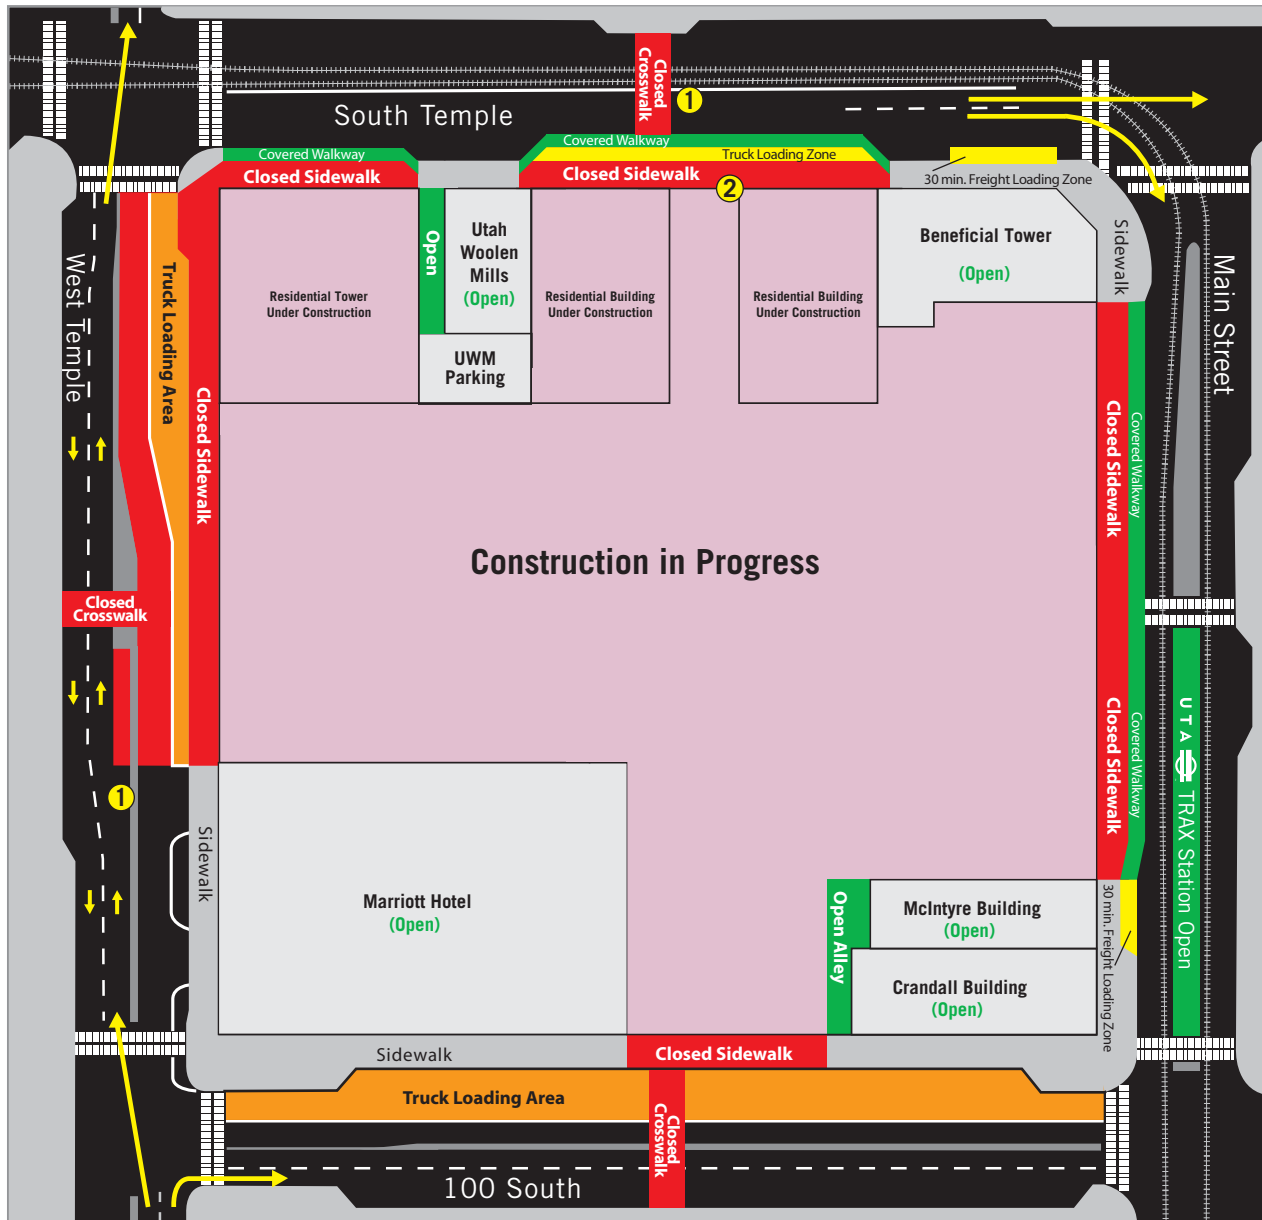 Closed
Crosswalk
1
South Temple
Covered Walkway
Closed Sidewalk
Covered Walkway
Truck Loading Zone
Closed Sidewalk
2
30 min. Freight Loading Zone
Open
Utah
Woolen
Mills
(Open)
UWM
Parking
Residential Tower
Under Construction
Residential Building
Under Construction
Residential Building
Under Construction
Beneficial Tower
(Open)
Sidewalk
Main Street
West Temple
Truck Loading Area
Closed Sidewalk
Closed Sidewalk
Covered Walkway
Construction in Progress
Closed
Crosswalk
Closed Sidewalk
Covered Walkway
UTA
TRAX Station Open
1
Sidewalk
Marriott Hotel
(Open)
Open Alley
McIntyre Building
(Open)
Crandall Building
(Open)
30 min. Freight Loading Zone
Sidewalk
Closed Sidewalk
Truck Loading Area
Closed
Crosswalk
100 South